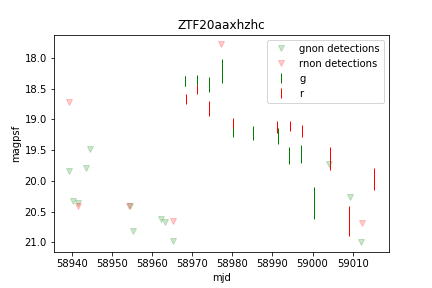 ZTF20aaxhzhc
gnon detections
rnon detections
g
r
magpsf
18.0
18.5
19.0
19.5
20.0
20.5
21.0
58940 58950 58960 58970 58980 58990 59000 59010
mjd